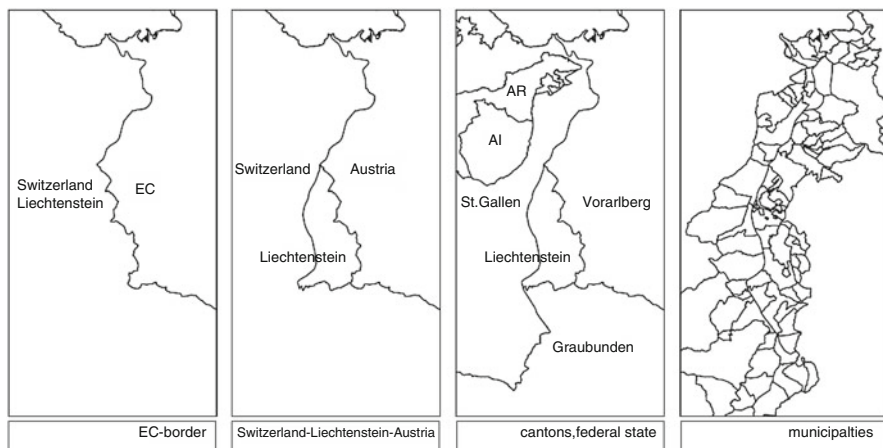 Switzerland
Liechtenstein
EC
EC-border
Switzerland
Austria
Liechtenstein
Switzerland-Liechtenstein-Austria
AR
AI
St.Gallen
Vorarlberg
Liechtenstein
Graubunden
cantons,federal state
municipalties